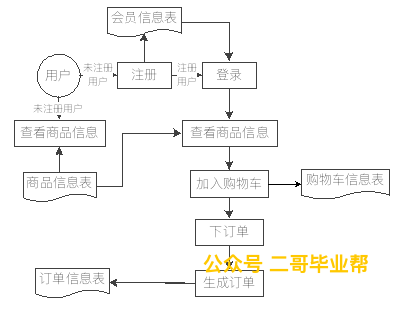 会员信息表
用户
未注册
用户
注册
注册
用户
登录
未注册用户
查看商品信息
查看商品信息
商品信息表
加入购物车
购物车信息表
下订单
公众号 二哥毕业帮
订单信息表
生成订单